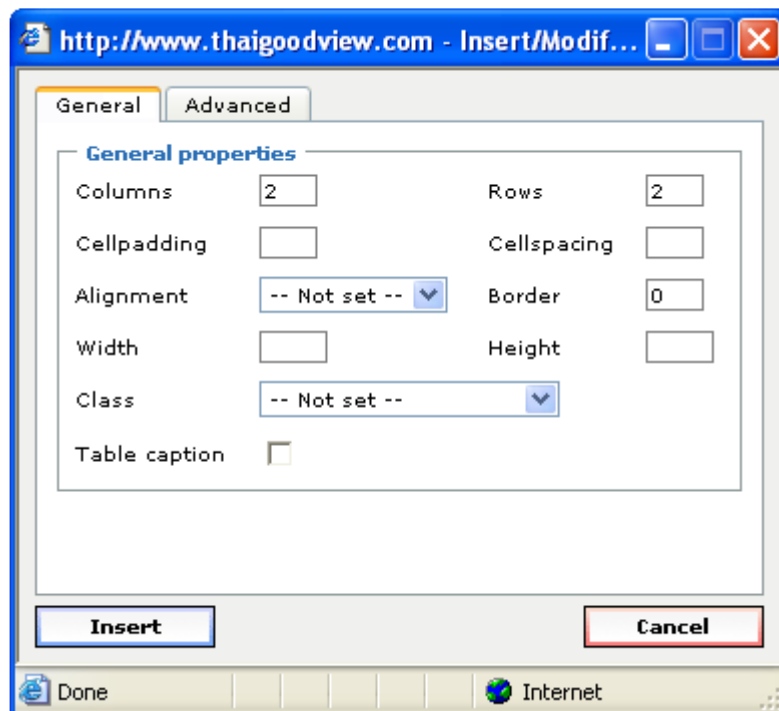 http://www.thaigoodview.com - Insert/Modif...
General Advanced
General properties
Columns 2 Rows 2
Cellpadding Cellspacing
Alignment -- Not set -- Border 0
Width Height
Class -- Not set --
Table caption
Insert Cancel
Done Internet